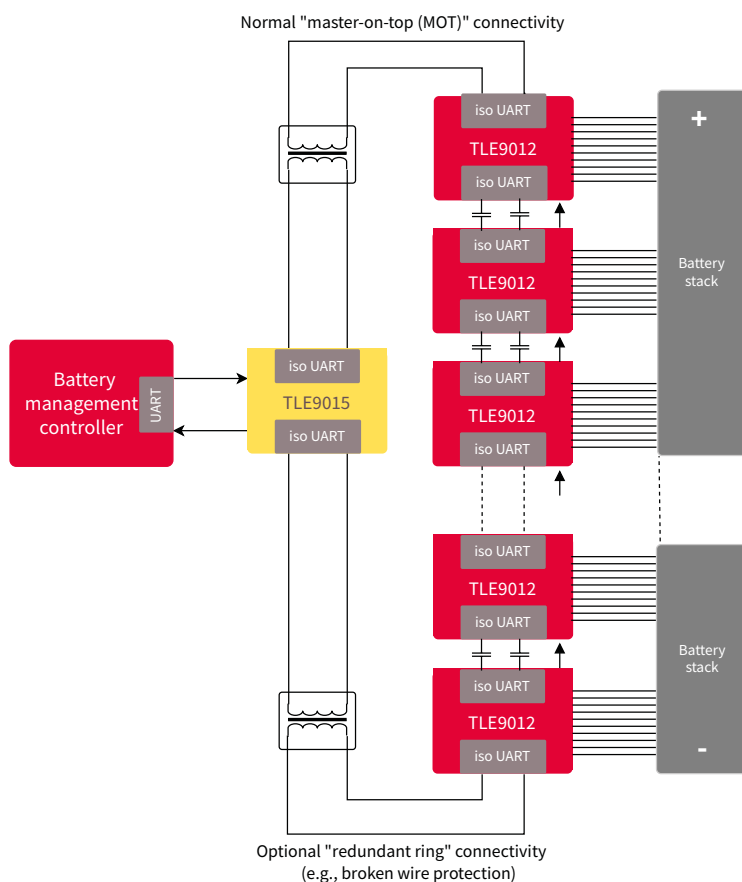 Normal "master-on-top (MOT)" connectivity
iso UART
TLE9012
iso UART
+
iso UART
TLE9012
iso UART
Battery
stack
iso UART
TLE9012
iso UART
Battery
management
controller
UART
iso UART
TLE9015
iso UART
iso UART
TLE9012
iso UART
Battery
stack
iso UART
TLE9012
iso UART
-
Optional "redundant ring" connectivity
(e.g., broken wire protection)